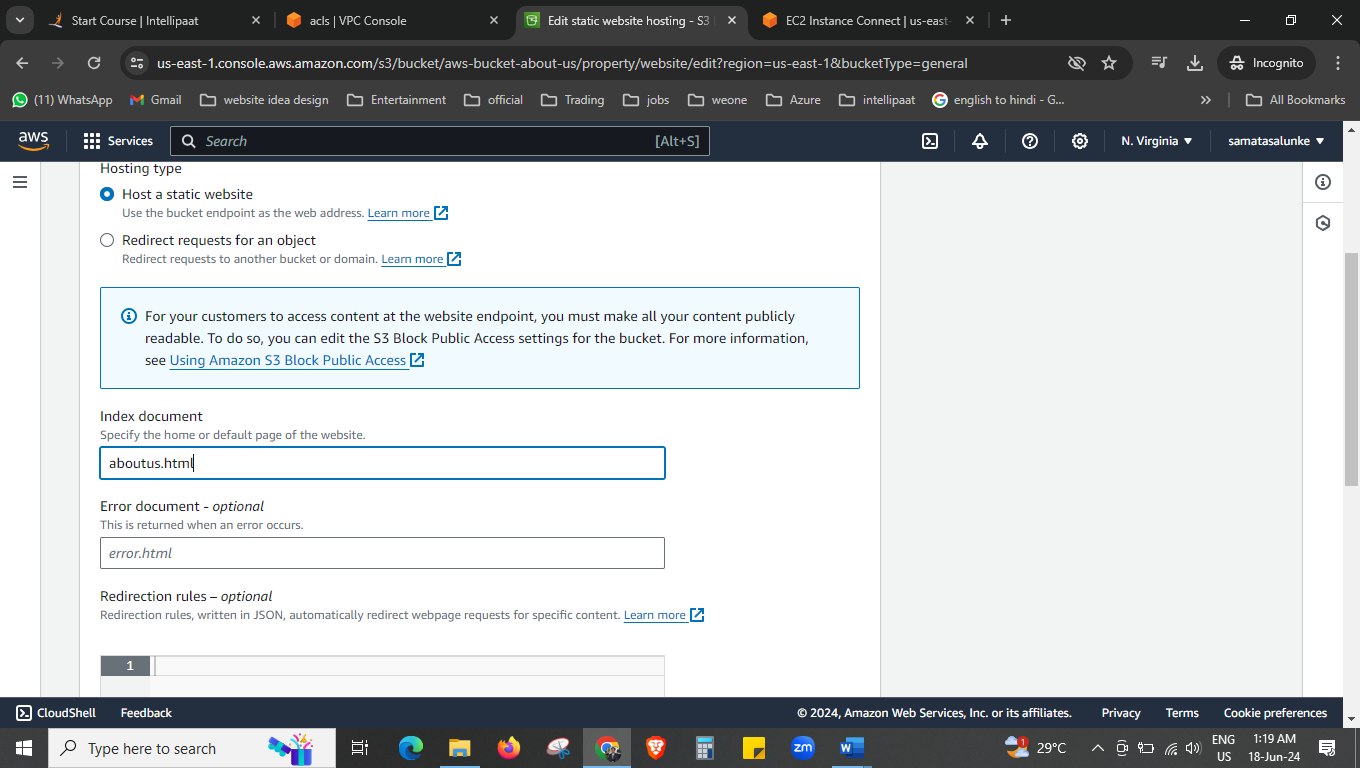 Start Course | Intellipaat
acls | VPC Console
Edit static website hosting - S3
EC2 Instance Connect | us-east-
us-east-1.console.aws.amazon.com/s3/bucket/aws-bucket-about-us/property/website/edit?region=us-east-1&bucketType=general
Incognito
(11) WhatsApp
Gmail
website idea design
Entertainment
official
Trading
jobs
weone
Azure
intellipaat
english to hindi - G...
All Bookmarks
aws
Services
Search
[Alt+S]
N. Virginia
samatasalunke
Hosting type
Host a static website
Use the bucket endpoint as the web address. Learn more
Redirect requests for an object
Redirect requests to another bucket or domain. Learn more
For your customers to access content at the website endpoint, you must make all your content publicly
readable. To do so, you can edit the S3 Block Public Access settings for the bucket. For more information,
see Using Amazon S3 Block Public Access
Index document
Specify the home or default page of the website.
aboutus.html
Error document - optional
This is returned when an error occurs.
error.html
Redirection rules – optional
Redirection rules, written in JSON, automatically redirect webpage requests for specific content. Learn more
1
CloudShell
Feedback
© 2024, Amazon Web Services, Inc. or its affiliates.
Privacy
Terms
Cookie preferences
Type here to search
zm
W
1
29°C
ENG
US
1:19 AM
18-Jun-24